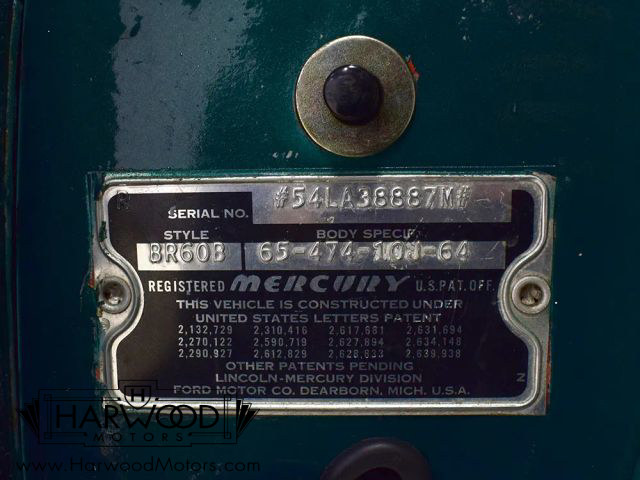 #54LA38887M#
SERIAL NO.
STYLE BODY SPECIF.
BR60B 65-474-10N-64
REGISTERED MERCURY U.S. PAT. OFF.
THIS VEHICLE IS CONSTRUCTED UNDER
UNITED STATES LETTERS PATENT
2,132,729 2,310,416 2,617,681 2,631,694
2,270,122 2,590,719 2,627,894 2,634,148
2,290,927 2,612,829 2,628,833 2,639,938
OTHER PATENTS PENDING
LINCOLN-MERCURY DIVISION
FORD MOTOR CO. DEARBORN, MICH. U.S.A.
HARWOOD
MOTORS
www.HarwoodMotors.com